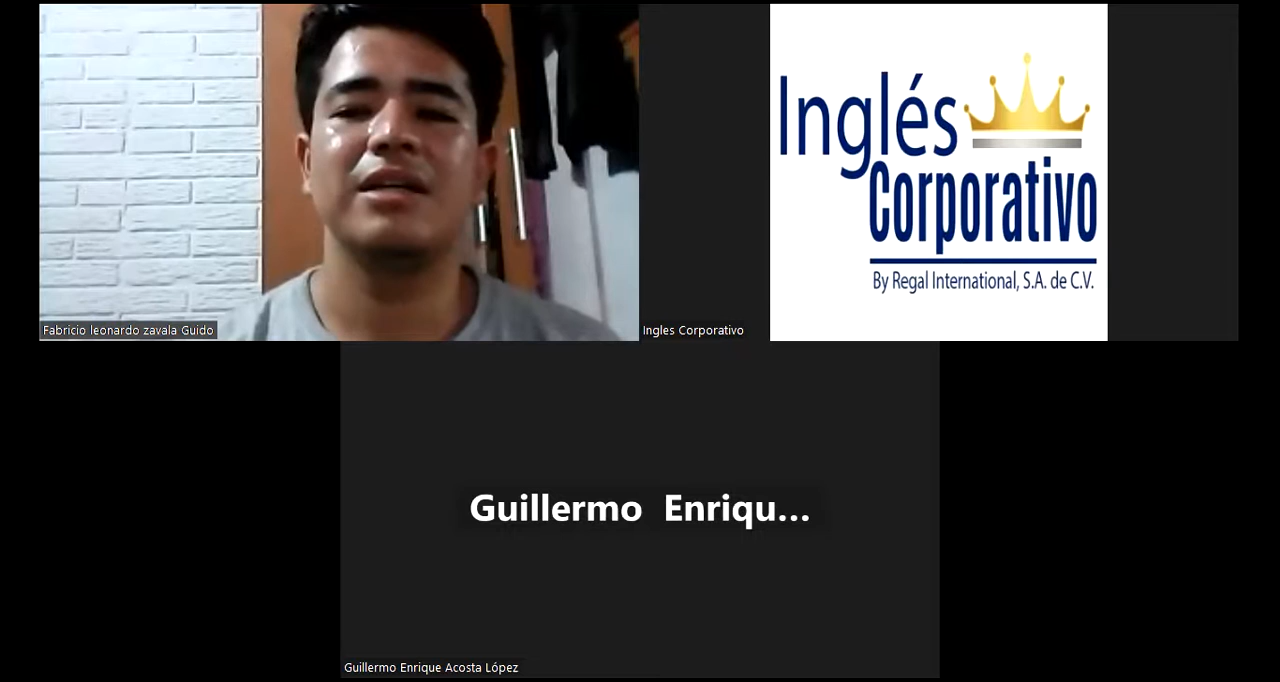 Fabricio leonardo zavala Guido
Inglés
Corporativo
By Regal International, S.A. de C.V.
Ingles Corporativo
Guillermo Enriqu...
Guillermo Enrique Acosta López